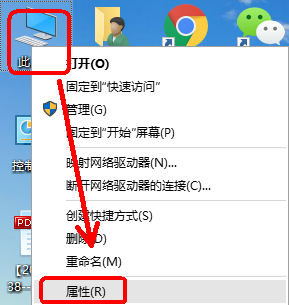 此
打开(O)
固定到"快速访问"
管理(G)
固定到"开始"屏幕(P)
控制
映射网络驱动器(N)...
断开网络驱动器的连接(C)...
创建快捷方式(S)
PD
删除(D)
【20
重命名(M)
38--
属性(R)